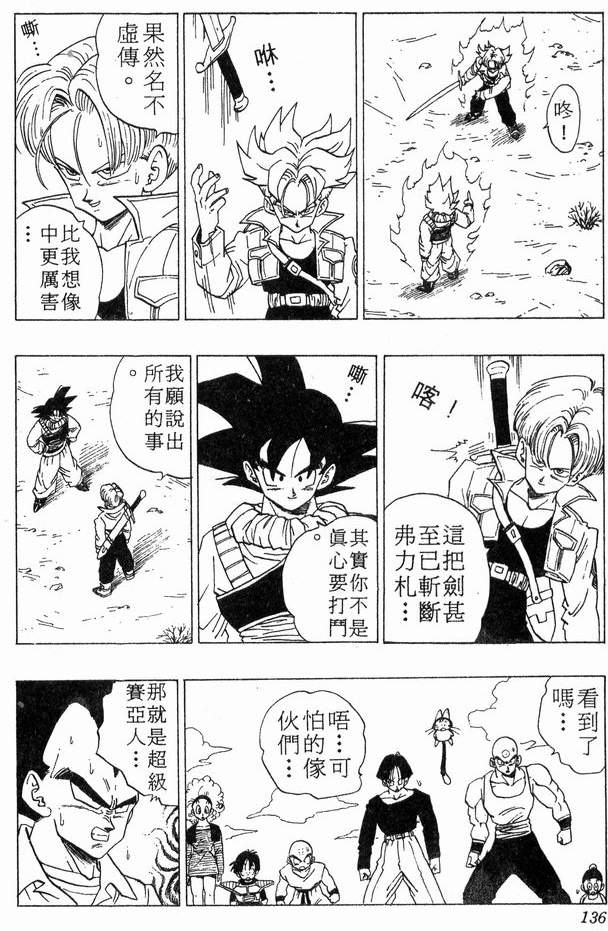 咚！
咻…
果然名不
虛傳。
嘶…
比我想像
中更厲害
喀！
這把劍甚
至已斬斷
弗力札…
嘶…
其實你不是
眞心要打鬥
。
我願說出
所有的事
。
看到了
嗎…
唔…可
怕的傢
伙們…
那就是超級
賽亞人…
136